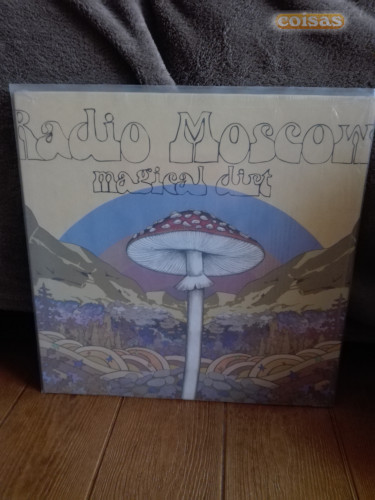 coisas
Radio Moscow
magical dirt